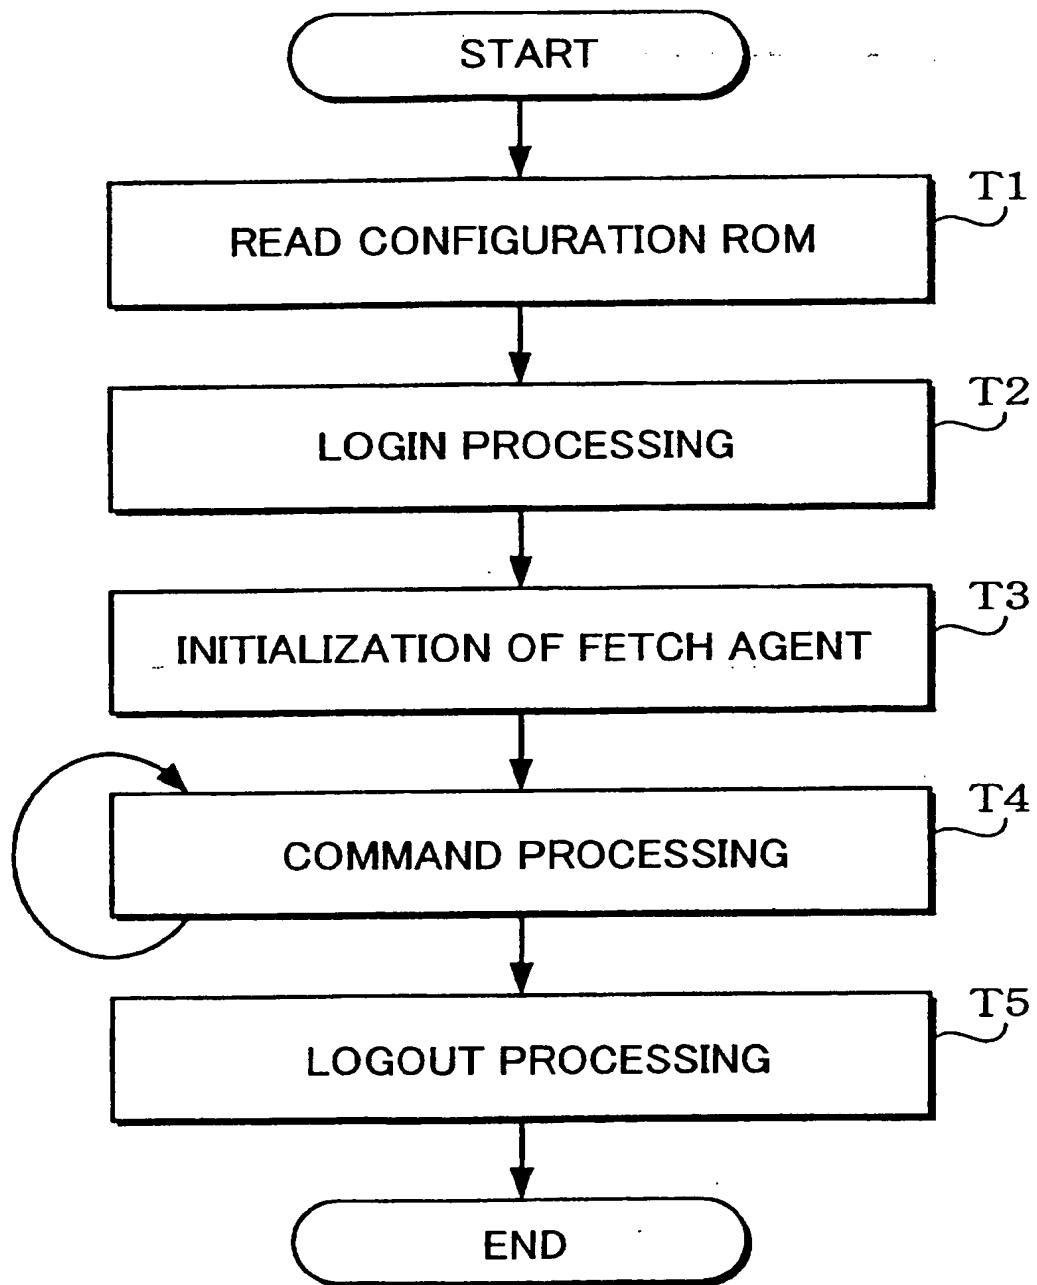 START
T1
READ CONFIGURATION ROM
T2
LOGIN PROCESSING
T3
INITIALIZATION OF FETCH AGENT
T4
COMMAND PROCESSING
T5
LOGOUT PROCESSING
END